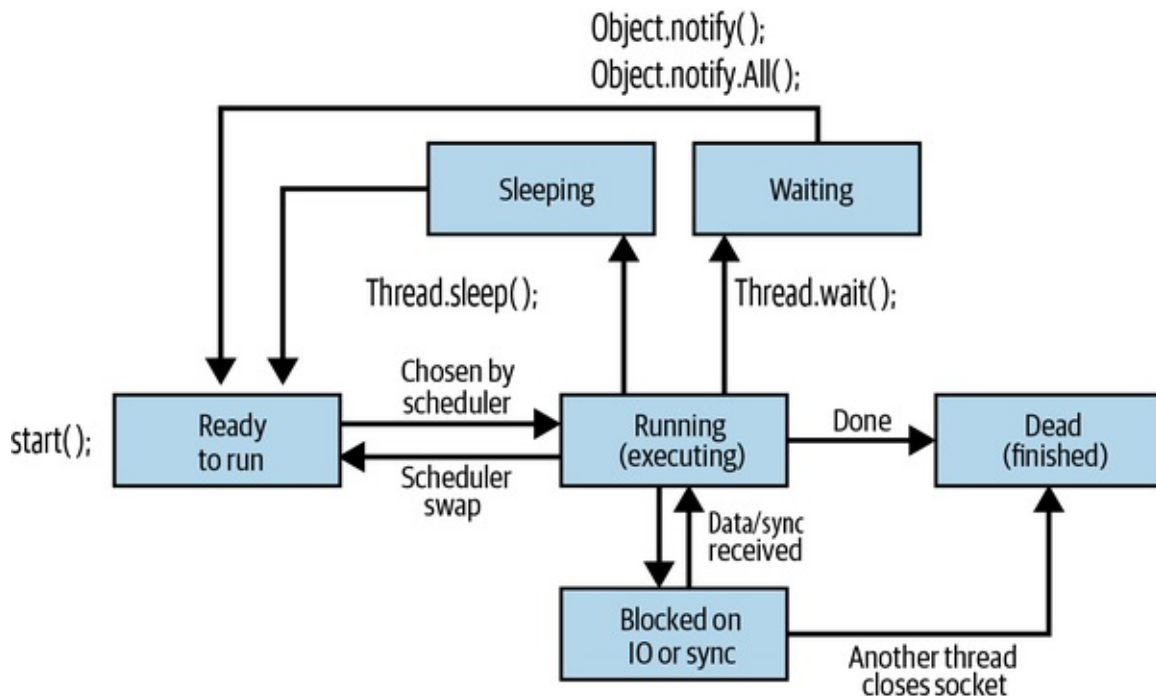 Object.notify( );
Object.notify.All( );
Sleeping
Waiting
Thread.sleep( );
Thread.wait( );
start( );
Ready
to run
Chosen by
scheduler
Scheduler
swap
Running
(executing)
Done
Dead
(finished)
Data/sync
received
Blocked on
IO or sync
Another thread
closes socket